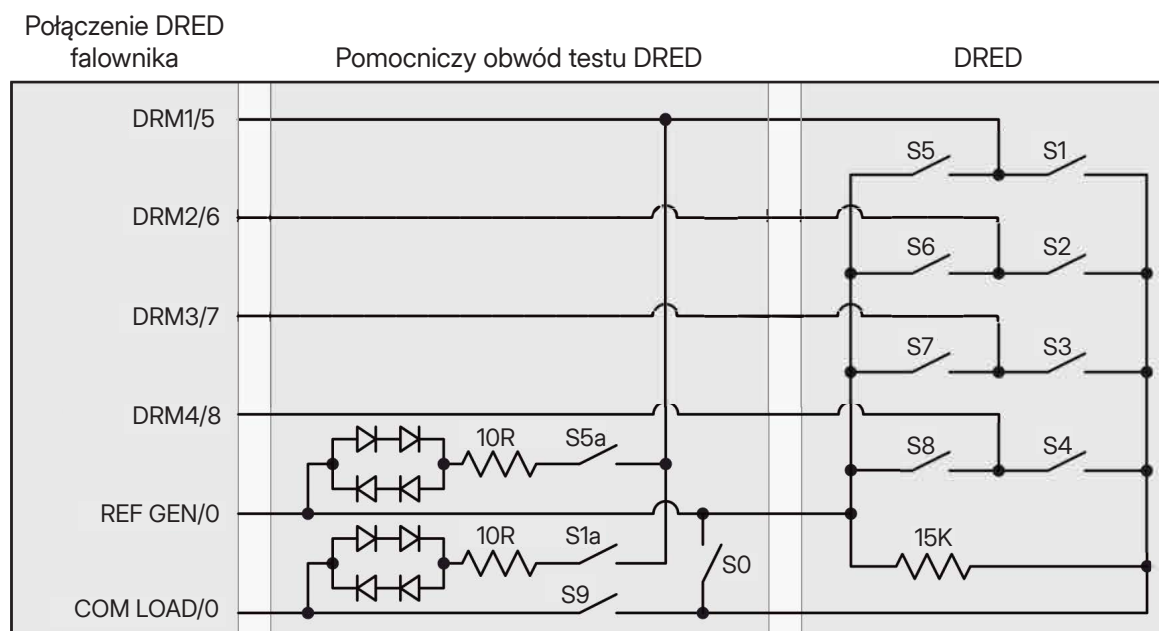 Połączenie DRED
falownika
Pomocniczy obwód testu DRED
DRED
DRM1/5
S5
S1
DRM2/6
S6
S2
DRM3/7
S7
S3
DRM4/8
10R
S5a
S8
S4
REF GEN/0
10R
S1a
S0
15K
S9
COM LOAD/0